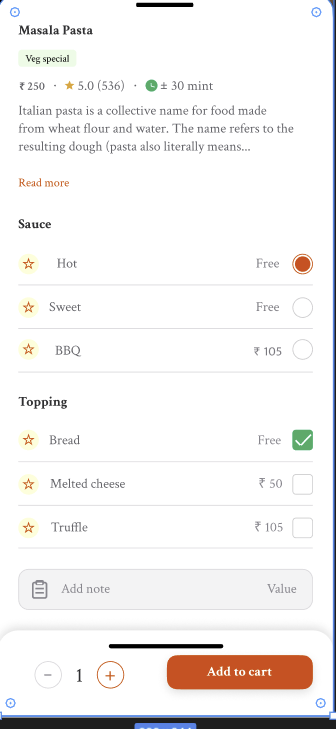 Masala Pasta
Veg special
₹ 250 · 5.0 (536) · ± 30 mint
Italian pasta is a collective name for food made
from wheat flour and water. The name refers to the
resulting dough (pasta also literally means...
Read more
Sauce
Hot Free
Sweet Free
BBQ ₹ 105
Topping
Bread Free
Melted cheese ₹ 50
Truffle ₹ 105
Add note Value
− 1 + Add to cart